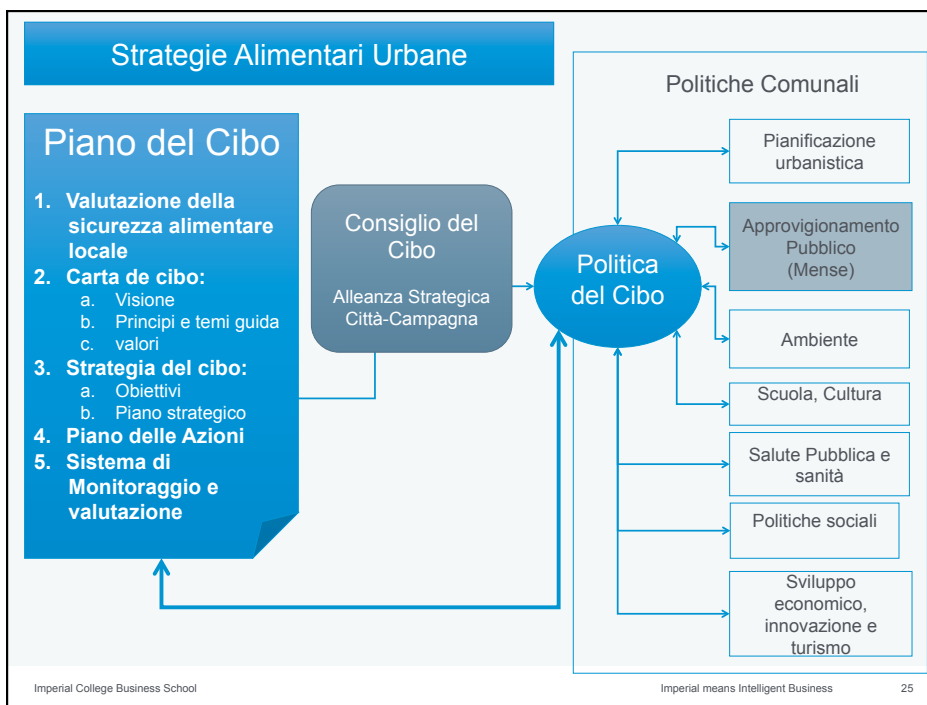 Strategie Alimentari Urbane
Piano del Cibo
1. Valutazione della
sicurezza alimentare
locale
2. Carta de cibo:
a. Visione
b. Principi e temi guida
c. valori
3. Strategia del cibo:
a. Obiettivi
b. Piano strategico
4. Piano delle Azioni
5. Sistema di
Monitoraggio e
valutazione
Consiglio del
Cibo
Alleanza Strategica
Città-Campagna
Politica
del Cibo
Politiche Comunali
Pianificazione
urbanistica
Approvigionamento
Pubblico
(Mense)
Ambiente
Scuola, Cultura
Salute Pubblica e
sanità
Politiche sociali
Sviluppo
economico,
innovazione e
turismo
Imperial College Business School
Imperial means Intelligent Business
25